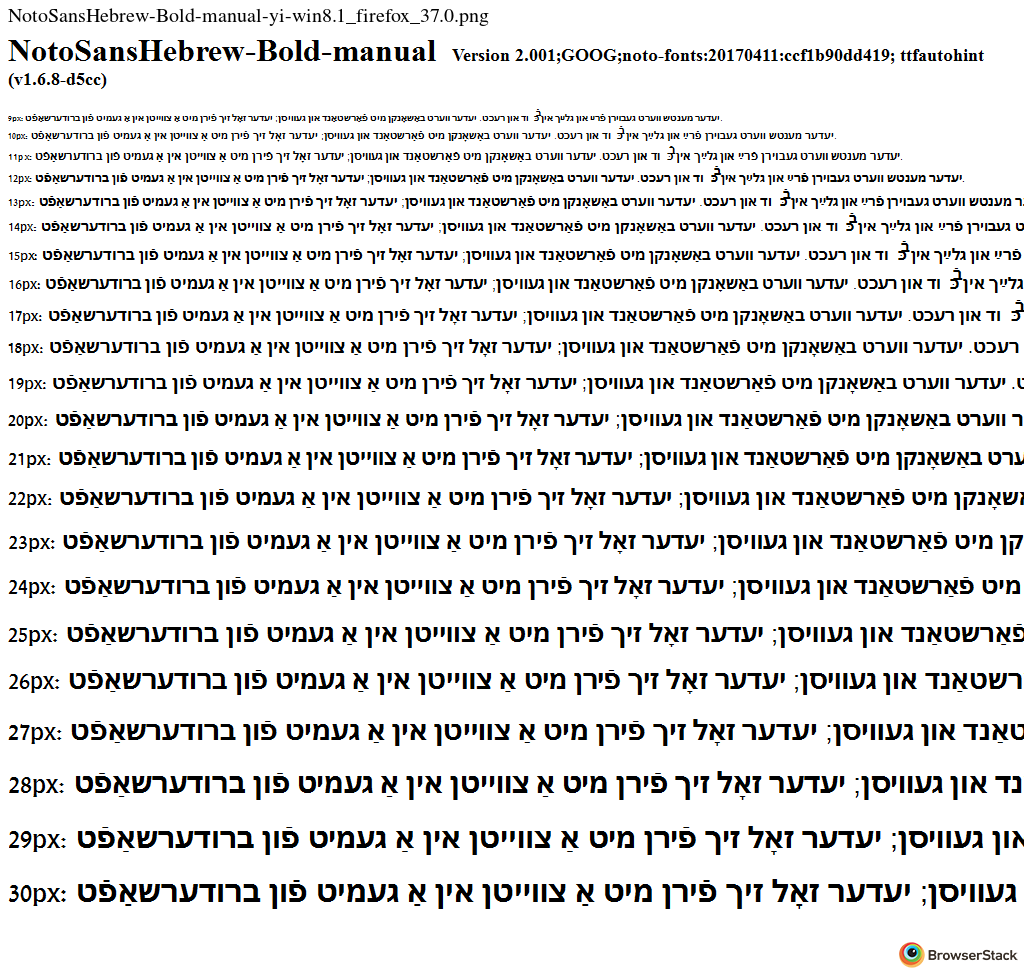 NotoSansHebrew-Bold-manual-yi-win8.1_firefox_37.0.png
NotoSansHebrew-Bold-manual Version 2.001;GOOG;noto-fonts:20170411:ccf1b90dd419; ttfautohint
(v1.6.8-d5cc)
9px: יעדער מענטש ווערט געבוירן פֿרײַ און גלײַך אין כּבֿוד און רעכט. יעדער ווערט באַשאָנקן מיט פֿאַרשטאַנד און געוויסן; יעדער זאָל זיך פֿירן מיט אַ צווייטן אין אַ געמיט פֿון ברודערשאַפֿט.
10px: יעדער מענטש ווערט געבוירן פֿרײַ און גלײַך אין כּבֿוד און רעכט. יעדער ווערט באַשאָנקן מיט פֿאַרשטאַנד און געוויסן; יעדער זאָל זיך פֿירן מיט אַ צווייטן אין אַ געמיט פֿון ברודערשאַפֿט.
11px: יעדער מענטש ווערט געבוירן פֿרײַ און גלײַך אין כּבֿוד און רעכט. יעדער ווערט באַשאָנקן מיט פֿאַרשטאַנד און געוויסן; יעדער זאָל זיך פֿירן מיט אַ צווייטן אין אַ געמיט פֿון ברודערשאַפֿט.
12px: יעדער מענטש ווערט געבוירן פֿרײַ און גלײַך אין כּבֿוד און רעכט. יעדער ווערט באַשאָנקן מיט פֿאַרשטאַנד און געוויסן; יעדער זאָל זיך פֿירן מיט אַ צווייטן אין אַ געמיט פֿון ברודערשאַפֿט.
13px: מענטש ווערט געבוירן פֿרײַ און גלײַך אין כּבֿוד און רעכט. יעדער ווערט באַשאָנקן מיט פֿאַרשטאַנד און געוויסן; יעדער זאָל זיך פֿירן מיט אַ צווייטן אין אַ געמיט פֿון ברודערשאַפֿט
14px: געבוירן פֿרײַ און גלײַך אין כּבֿוד און רעכט. יעדער ווערט באַשאָנקן מיט פֿאַרשטאַנד און געוויסן; יעדער זאָל זיך פֿירן מיט אַ צווייטן אין אַ געמיט פֿון ברודערשאַפֿט
15px: פֿרײַ און גלײַך אין כּבֿוד און רעכט. יעדער ווערט באַשאָנקן מיט פֿאַרשטאַנד און געוויסן; יעדער זאָל זיך פֿירן מיט אַ צווייטן אין אַ געמיט פֿון ברודערשאַפֿט
16px: גלײַך אין כּבֿוד און רעכט. יעדער ווערט באַשאָנקן מיט פֿאַרשטאַנד און געוויסן; יעדער זאָל זיך פֿירן מיט אַ צווייטן אין אַ געמיט פֿון ברודערשאַפֿט
17px: כּבֿוד און רעכט. יעדער ווערט באַשאָנקן מיט פֿאַרשטאַנד און געוויסן; יעדער זאָל זיך פֿירן מיט אַ צווייטן אין אַ געמיט פֿון ברודערשאַפֿט
18px: רעכט. יעדער ווערט באַשאָנקן מיט פֿאַרשטאַנד און געוויסן; יעדער זאָל זיך פֿירן מיט אַ צווייטן אין אַ געמיט פֿון ברודערשאַפֿט
19px: יעדער ווערט באַשאָנקן מיט פֿאַרשטאַנד און געוויסן; יעדער זאָל זיך פֿירן מיט אַ צווייטן אין אַ געמיט פֿון ברודערשאַפֿט
20px: ווערט באַשאָנקן מיט פֿאַרשטאַנד און געוויסן; יעדער זאָל זיך פֿירן מיט אַ צווייטן אין אַ געמיט פֿון ברודערשאַפֿט
21px: באַשאָנקן מיט פֿאַרשטאַנד און געוויסן; יעדער זאָל זיך פֿירן מיט אַ צווייטן אין אַ געמיט פֿון ברודערשאַפֿט
22px: מיט פֿאַרשטאַנד און געוויסן; יעדער זאָל זיך פֿירן מיט אַ צווייטן אין אַ געמיט פֿון ברודערשאַפֿט
23px: מיט פֿאַרשטאַנד און געוויסן; יעדער זאָל זיך פֿירן מיט אַ צווייטן אין אַ געמיט פֿון ברודערשאַפֿט
24px: מיט פֿאַרשטאַנד און געוויסן; יעדער זאָל זיך פֿירן מיט אַ צווייטן אין אַ געמיט פֿון ברודערשאַפֿט
25px: פֿאַרשטאַנד און געוויסן; יעדער זאָל זיך פֿירן מיט אַ צווייטן אין אַ געמיט פֿון ברודערשאַפֿט
26px: און געוויסן; יעדער זאָל זיך פֿירן מיט אַ צווייטן אין אַ געמיט פֿון ברודערשאַפֿט
27px: און געוויסן; יעדער זאָל זיך פֿירן מיט אַ צווייטן אין אַ געמיט פֿון ברודערשאַפֿט
28px: און געוויסן; יעדער זאָל זיך פֿירן מיט אַ צווייטן אין אַ געמיט פֿון ברודערשאַפֿט
29px: און געוויסן; יעדער זאָל זיך פֿירן מיט אַ צווייטן אין אַ געמיט פֿון ברודערשאַפֿט
30px: געוויסן; יעדער זאָל זיך פֿירן מיט אַ צווייטן אין אַ געמיט פֿון ברודערשאַפֿט
BrowserStack